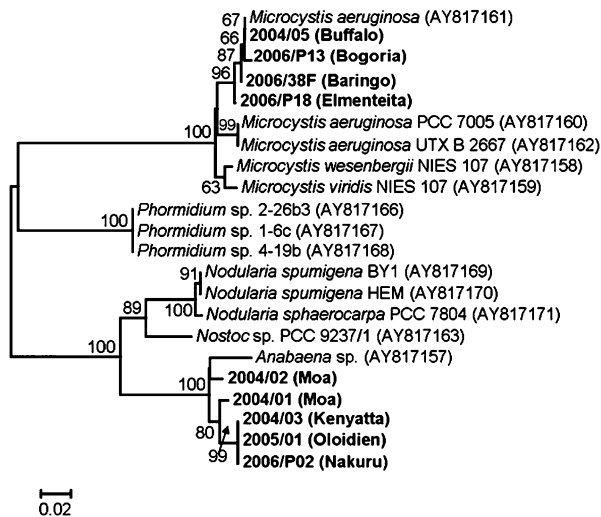 67 Microcystis aeruginosa (AY817161)
66 2004/05 (Buffalo)
87 2006/P13 (Bogoria)
96 2006/38F (Baringo)
2006/P18 (Elmenteita)
99 Microcystis aeruginosa PCC 7005 (AY817160)
100 Microcystis aeruginosa UTX B 2667 (AY817162)
Microcystis wesenbergii NIES 107 (AY817158)
63 Microcystis viridis NIES 107 (AY817159)
Phormidium sp. 2-26b3 (AY817166)
100 Phormidium sp. 1-6c (AY817167)
Phormidium sp. 4-19b (AY817168)
91 Nodularia spumigena BY1 (AY817169)
Nodularia spumigena HEM (AY817170)
100 Nodularia sphaerocarpa PCC 7804 (AY817171)
89 Nostoc sp. PCC 9237/1 (AY817163)
100 Anabaena sp. (AY817157)
100 2004/02 (Moa)
2004/01 (Moa)
2004/03 (Kenyatta)
80 2005/01 (Oloidien)
99 2006/P02 (Nakuru)
0.02